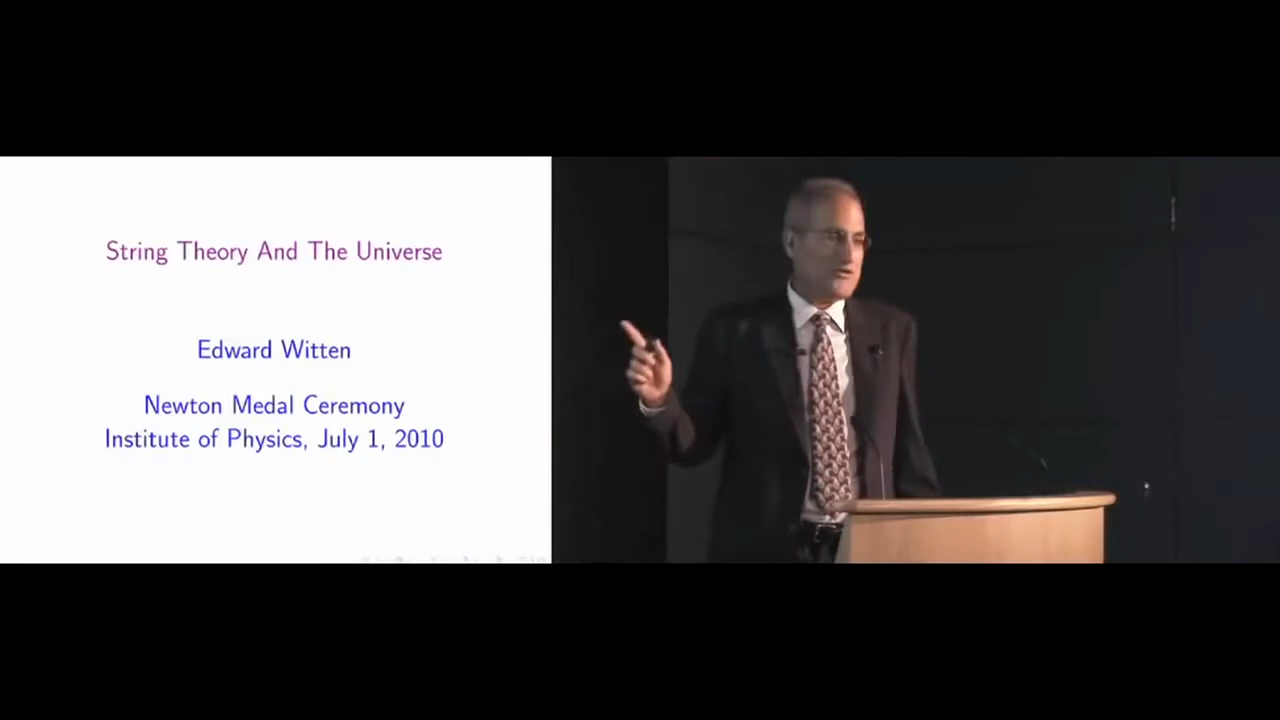 String Theory And The Universe
Edward Witten
Newton Medal Ceremony
Institute of Physics, July 1, 2010